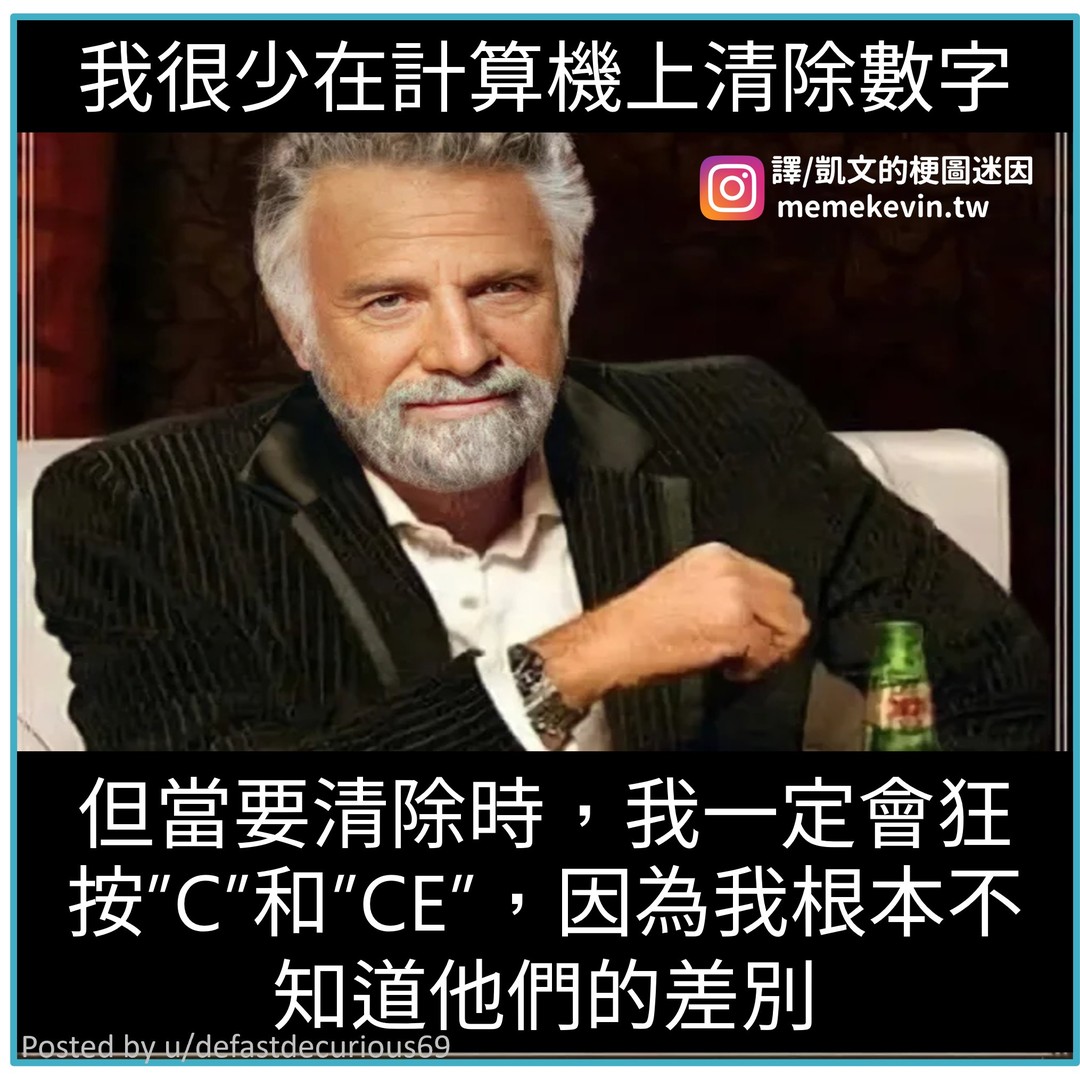 我很少在計算機上清除數字
譯/凱文的梗圖迷因
memekevin.tw
但當要清除時，我一定會狂
按"C"和"CE"，因為我根本不
知道他們的差別
Posted by u/defastdecurious69